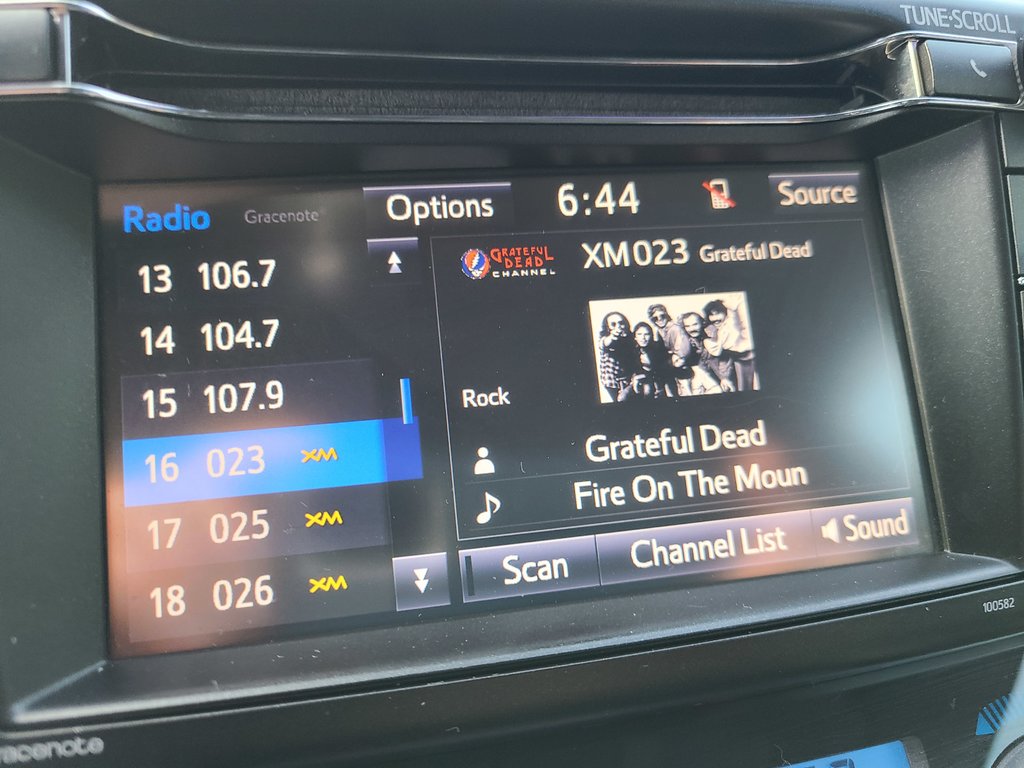 TUNE•SCROLL
Radio Gracenote Options 6:44 Source
13 106.7
14 104.7
15 107.9
16 023 XM
17 025 XM
18 026 XM
GRATEFUL
DEAD
CHANNEL
XM023 Grateful Dead
Rock
Grateful Dead
Fire On The Moun
Scan Channel List Sound
100582
racenote